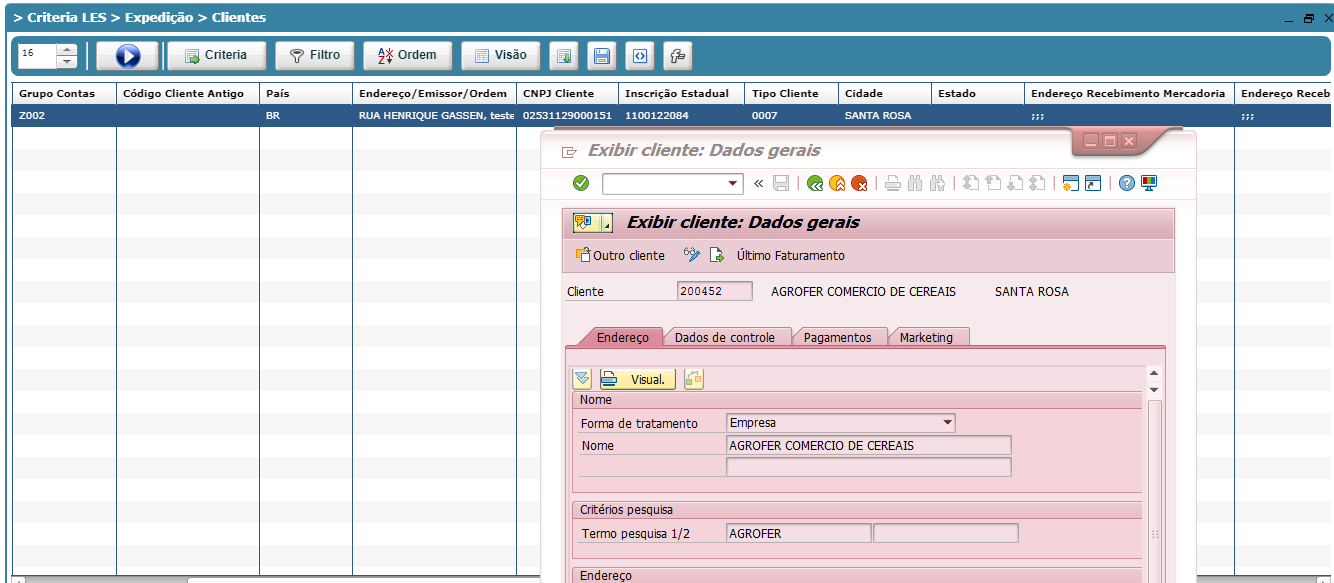 > Criteria LES > Expedição > Clientes
16 Criteria Filtro Ordem Visão
Grupo Contas Código Cliente Antigo País Endereço/Emissor/Ordem CNPJ Cliente Inscrição Estadual Tipo Cliente Cidade Estado Endereço Recebimento Mercadoria Endereço Receb
Z002 BR RUA HENRIQUE GASSEN, teste 02531129000151 1100122084 0007 SANTA ROSA ;;; ;;;
Exibir cliente: Dados gerais
Exibir cliente: Dados gerais
Outro cliente Último Faturamento
Cliente 200452 AGROFER COMERCIO DE CEREAIS SANTA ROSA
Endereço Dados de controle Pagamentos Marketing
Visual.
Nome
Forma de tratamento Empresa
Nome AGROFER COMERCIO DE CEREAIS
Critérios pesquisa
Termo pesquisa 1/2 AGROFER
Endereço